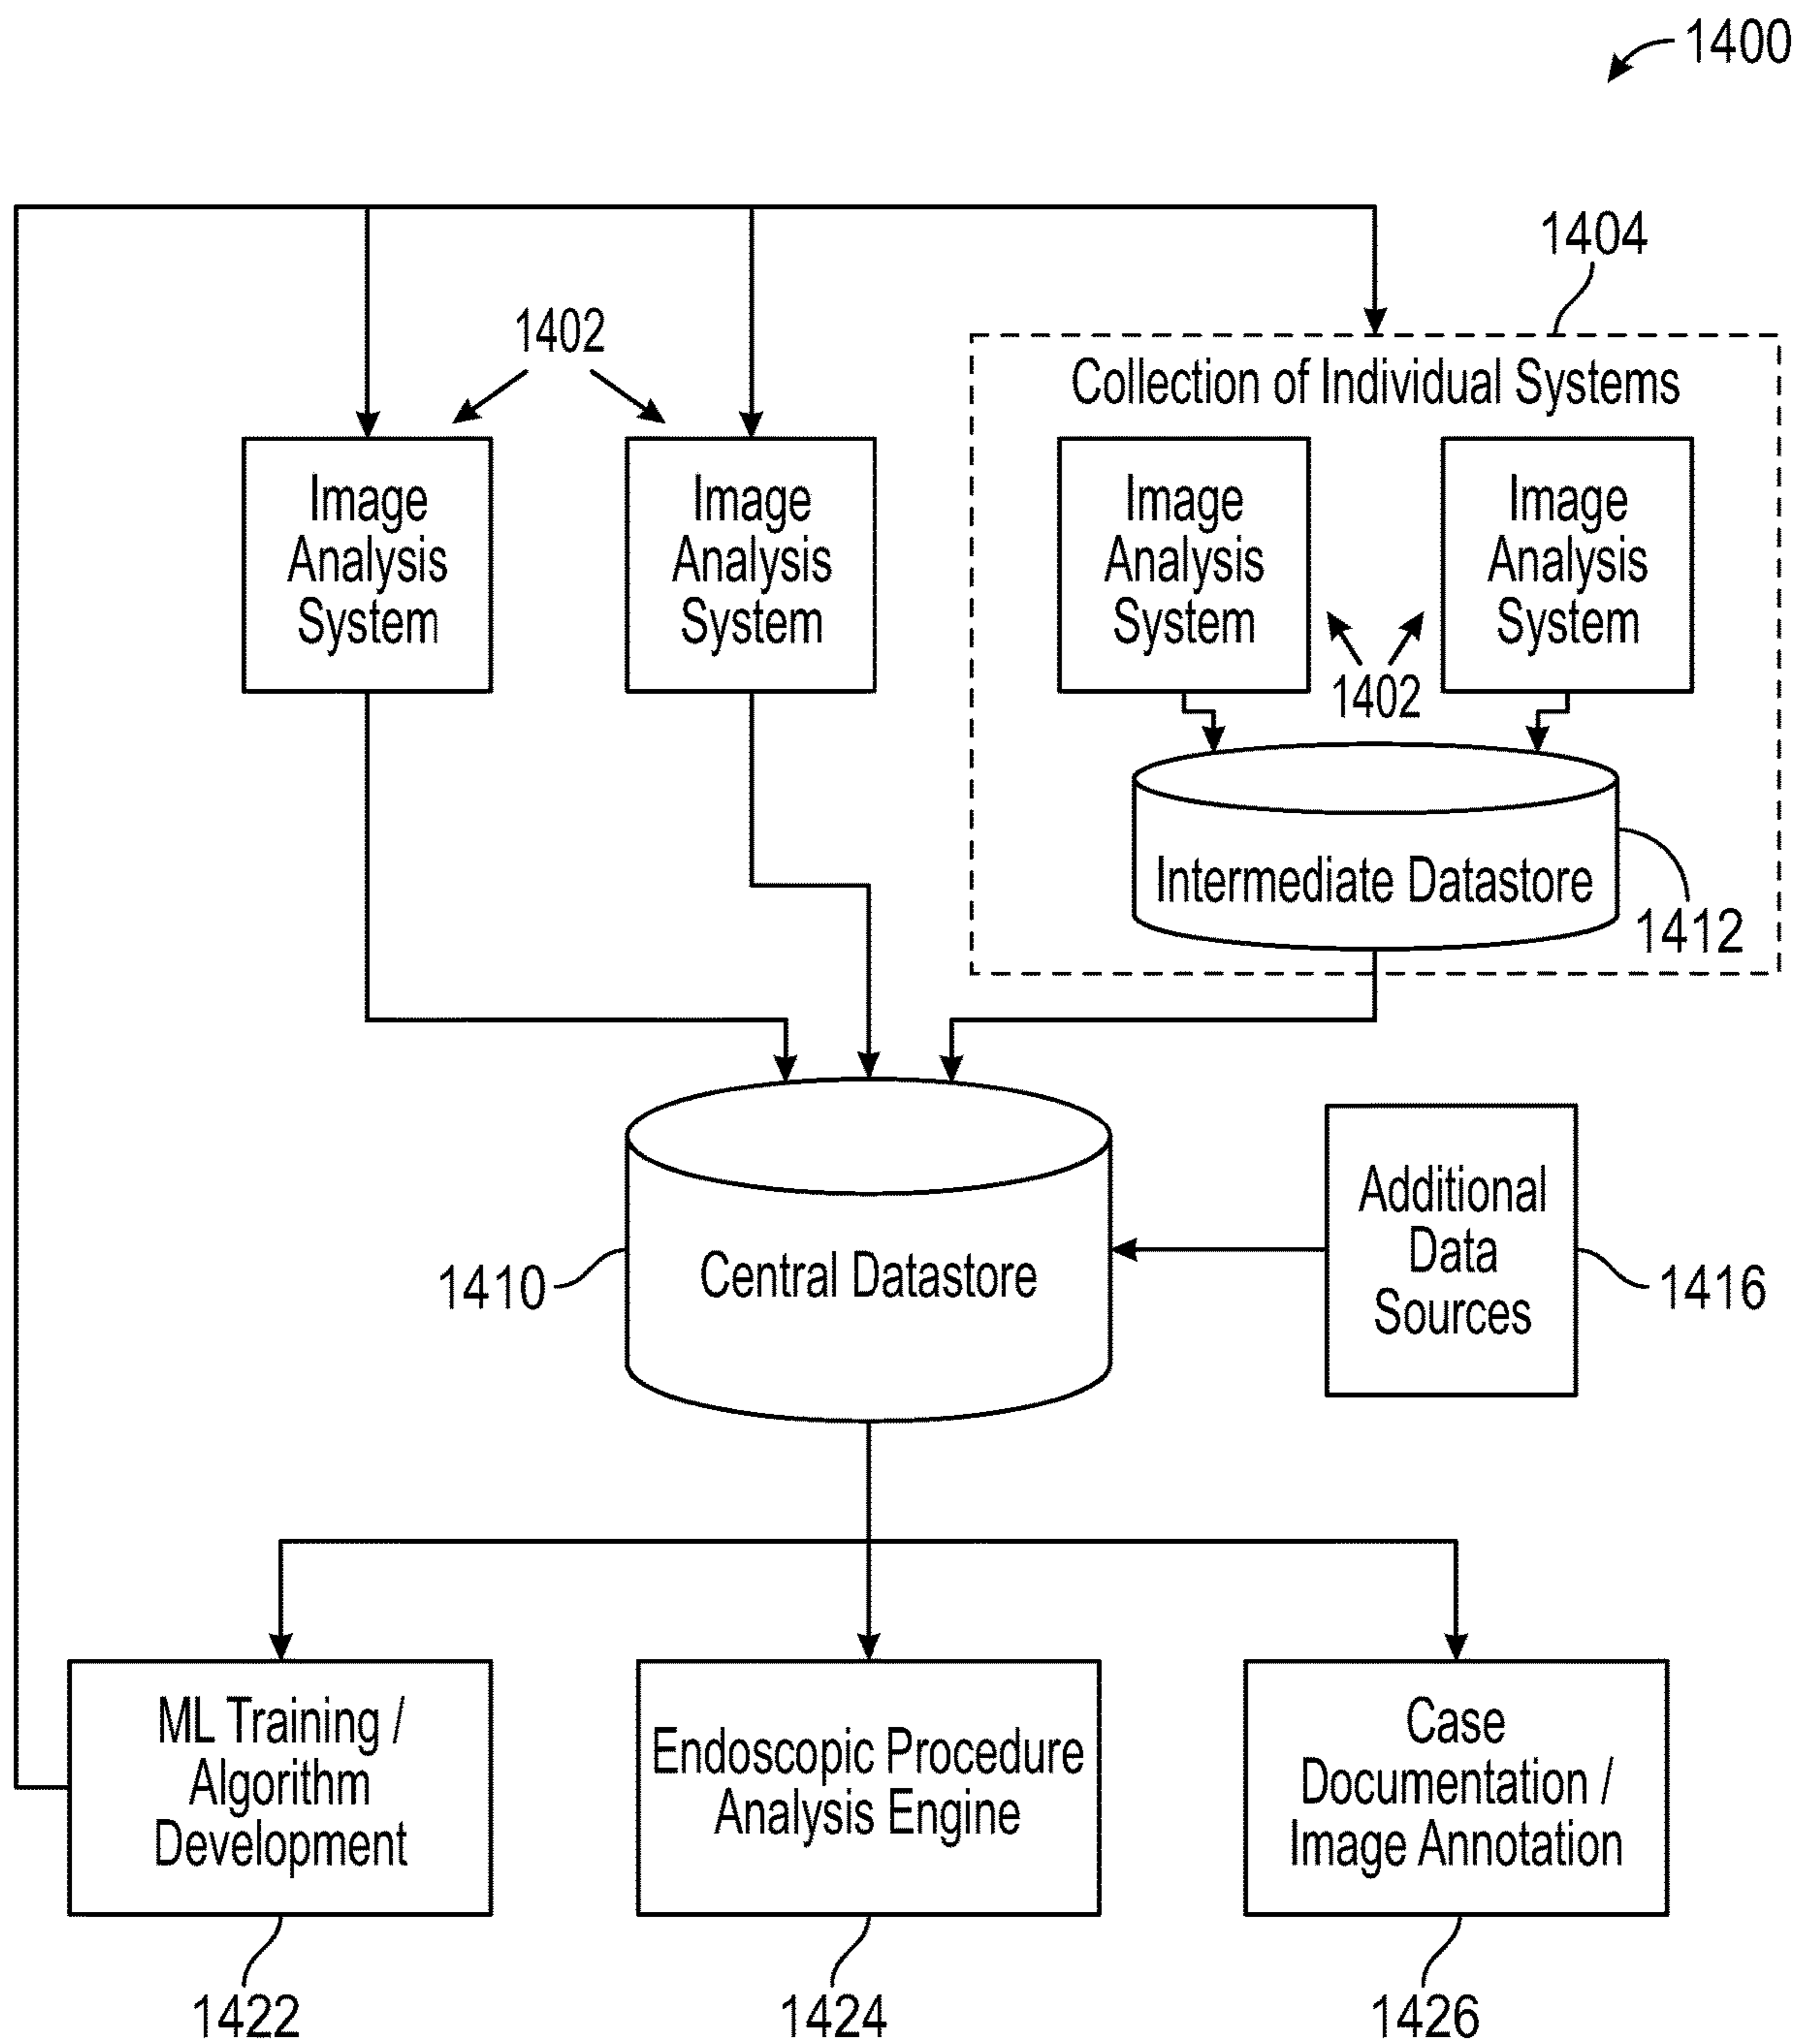 1400
1404
1402
Collection of Individual Systems
Image
Analysis
System
Image
Analysis
System
Image
Analysis
System
Image
Analysis
System
1402
Intermediate Datastore
1412
Central Datastore
1410
Additional
Data
Sources
1416
ML Training /
Algorithm
Development
Endoscopic Procedure
Analysis Engine
Case
Documentation /
Image Annotation
1422
1424
1426